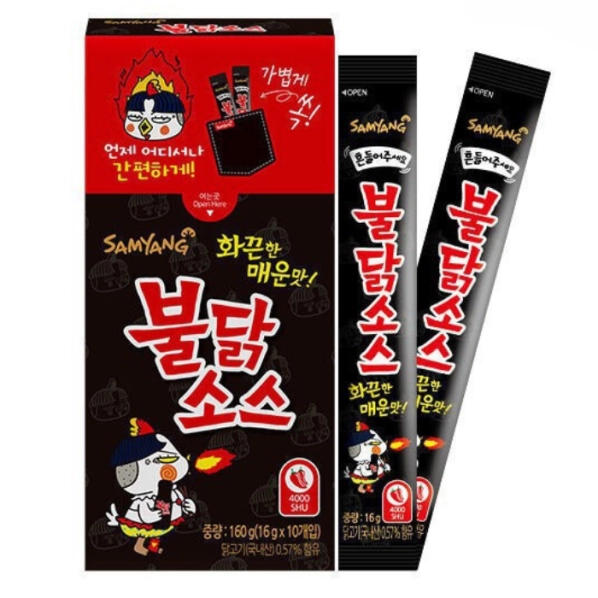 가볍게
쏙!
언제 어디서나
간편하게!
여는곳
Open Here
SAMYANG
화끈한
매운맛!
불닭
소스
4000
SHU
중량 : 160 g(16 g x 10개입)
닭고기(국내산) 0.57% 함유
◁OPEN
SAMYANG
흔들어주세요
불닭소스
화끈한
매운맛!
4000
SHU
중량 : 16 g
닭고기(국내산) 0.57% 함유
◁OPEN
SAMYANG
흔들어주세요
불닭소스
4000
SHU